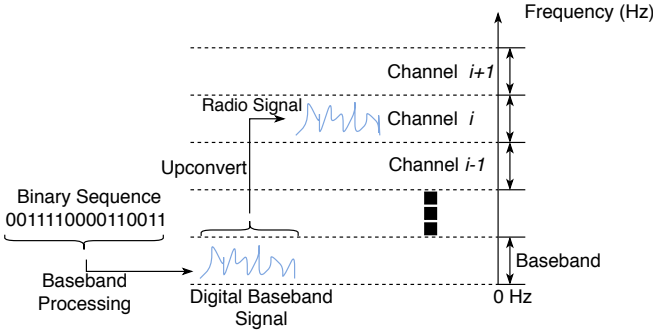 Frequency (Hz)
Channel i+1
Radio Signal
Channel i
Upconvert
Channel i-1
Binary Sequence
0011110000110011
Baseband
Processing
Baseband
Digital Baseband
Signal
0 Hz